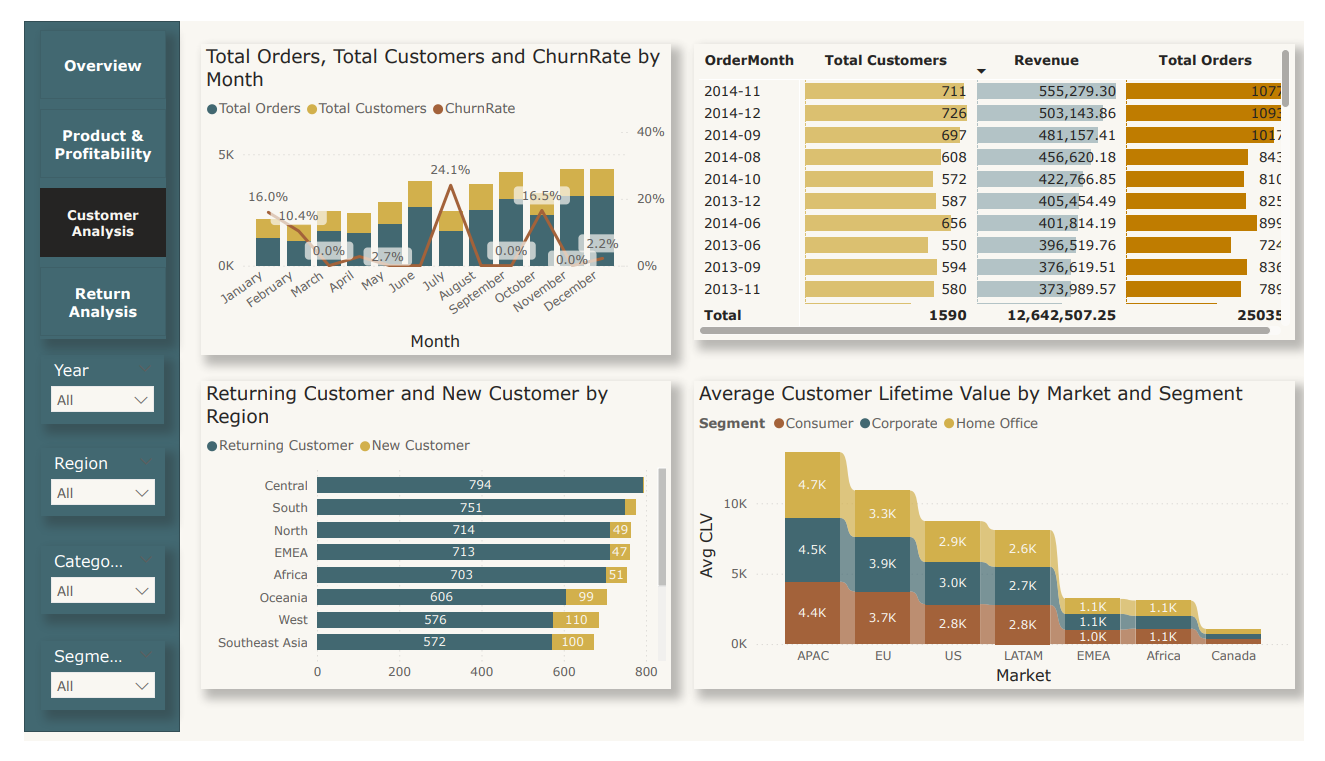 Overview
Product &
Profitability
Customer
Analysis
Return
Analysis
Year
All
Region
All
Catego...
All
Segme...
All
Total Orders, Total Customers and ChurnRate by
Month
Total Orders Total Customers ChurnRate
40%
5K
24.1%
20%
16.0%
16.5%
10.4%
0.0%
2.7%
0.0%
0.0%
2.2%
0K
0%
January
February
March
April
May
June
July
August
September
October
November
December
Month
OrderMonth Total Customers Revenue Total Orders
2014-11 711 555,279.30 1077
2014-12 726 503,143.86 1093
2014-09 697 481,157.41 1017
2014-08 608 456,620.18 843
2014-10 572 422,766.85 810
2013-12 587 405,454.49 825
2014-06 656 401,814.19 899
2013-06 550 396,519.76 724
2013-09 594 376,619.51 836
2013-11 580 373,989.57 789
Total 1590 12,642,507.25 25035
Returning Customer and New Customer by
Region
Returning Customer New Customer
Central 794
South 751
North 714 49
EMEA 713 47
Africa 703 51
Oceania 606 99
West 576 110
Southeast Asia 572 100
0 200 400 600 800
Average Customer Lifetime Value by Market and Segment
Segment Consumer Corporate Home Office
Avg CLV
10K
5K
0K
4.7K
4.5K
4.4K
3.3K
3.9K
3.7K
2.9K
3.0K
2.8K
2.6K
2.7K
2.8K
1.1K
1.1K
1.0K
1.1K
1.1K
APAC EU US LATAM EMEA Africa Canada
Market